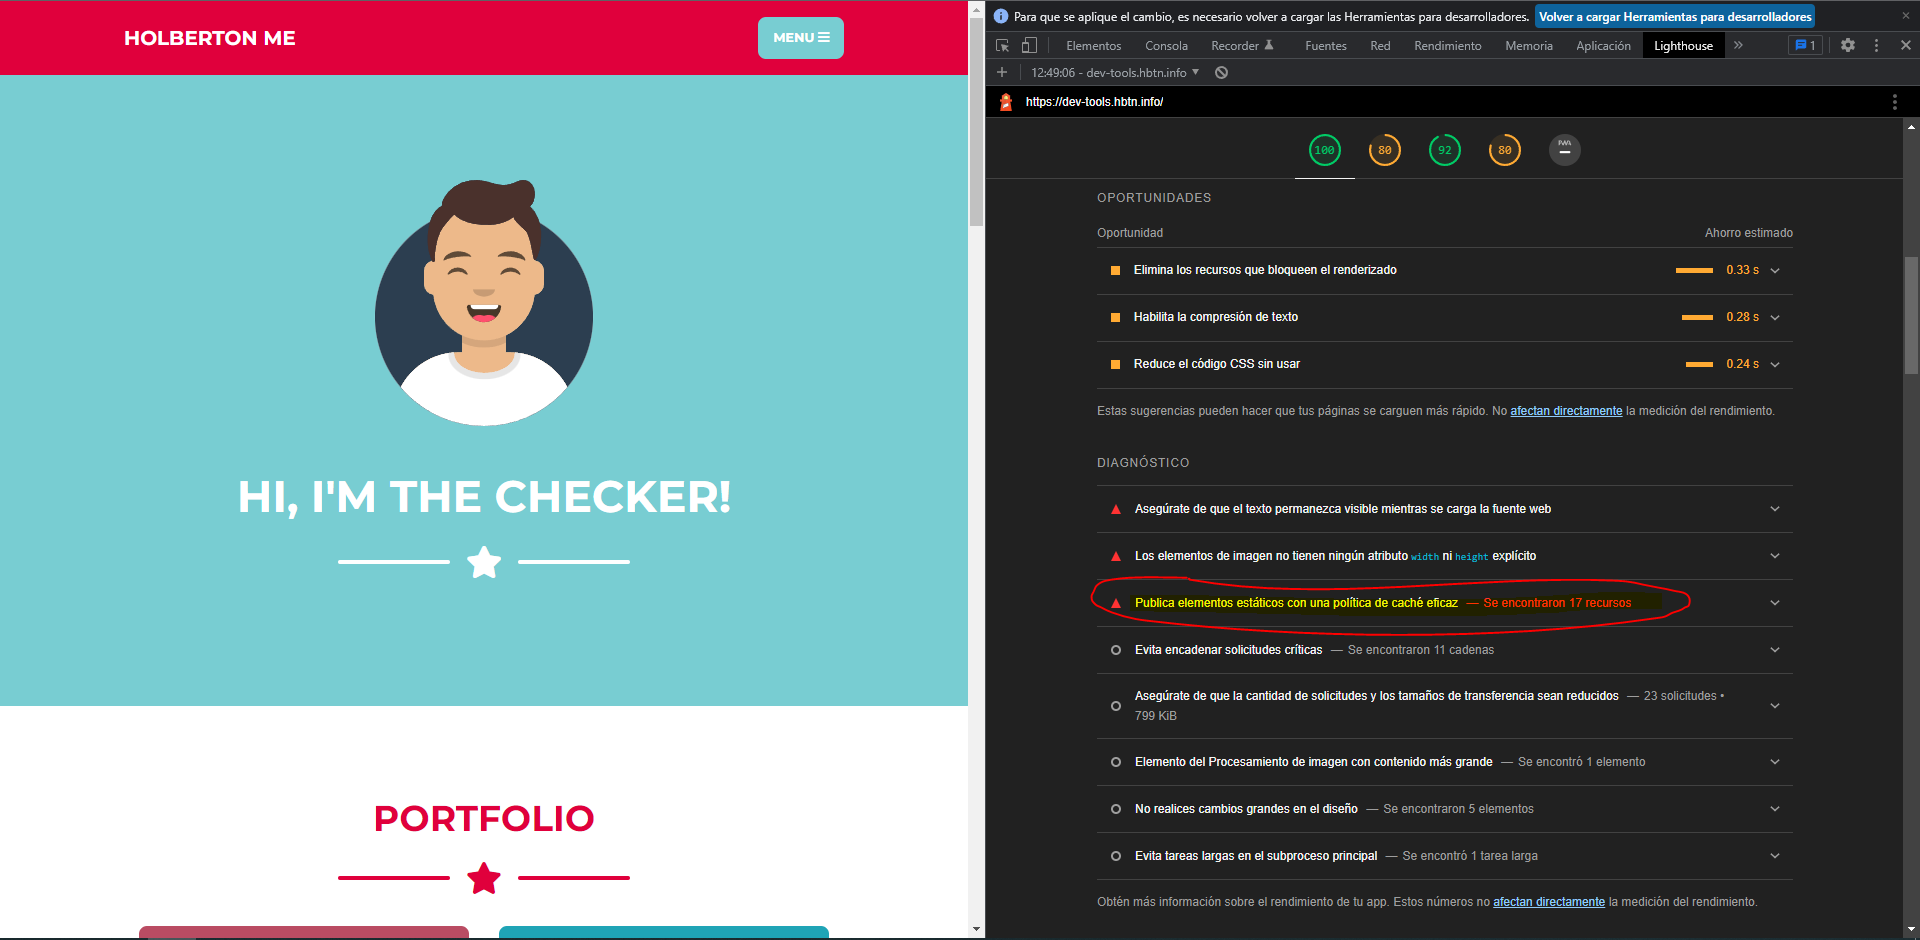 HOLBERTON ME
MENU
HI, I'M THE CHECKER!
PORTFOLIO
Para que se aplique el cambio, es necesario volver a cargar las Herramientas para desarrolladores. Volver a cargar Herramientas para desarrolladores
Elementos Consola Recorder Fuentes Red Rendimiento Memoria Aplicación Lighthouse 1
12:49:06 - dev-tools.hbtn.info
https://dev-tools.hbtn.info/
100 80 92 80 PWA
OPORTUNIDADES
Oportunidad Ahorro estimado
Elimina los recursos que bloqueen el renderizado 0.33 s
Habilita la compresión de texto 0.28 s
Reduce el código CSS sin usar 0.24 s
Estas sugerencias pueden hacer que tus páginas se carguen más rápido. No afectan directamente la medición del rendimiento.
DIAGNÓSTICO
Asegúrate de que el texto permanezca visible mientras se carga la fuente web
Los elementos de imagen no tienen ningún atributo width ni height explícito
Publica elementos estáticos con una política de caché eficaz — Se encontraron 17 recursos
Evita encadenar solicitudes críticas — Se encontraron 11 cadenas
Asegúrate de que la cantidad de solicitudes y los tamaños de transferencia sean reducidos — 23 solicitudes •
799 KiB
Elemento del Procesamiento de imagen con contenido más grande — Se encontró 1 elemento
No realices cambios grandes en el diseño — Se encontraron 5 elementos
Evita tareas largas en el subproceso principal — Se encontró 1 tarea larga
Obtén más información sobre el rendimiento de tu app. Estos números no afectan directamente la medición del rendimiento.